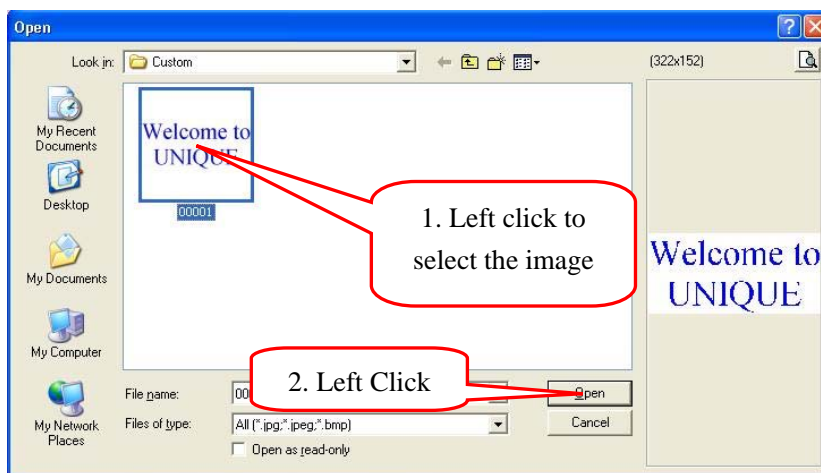 Open
Look in: Custom (322x152)
My Recent
Documents
Desktop
My Documents
My Computer
My Network
Places
Welcome to
UNIQUE
00001
1. Left click to
select the image
Welcome to
UNIQUE
2. Left Click
File name: Open
Files of type: All (*.jpg;*.jpeg;*.bmp) Cancel
Open as read-only